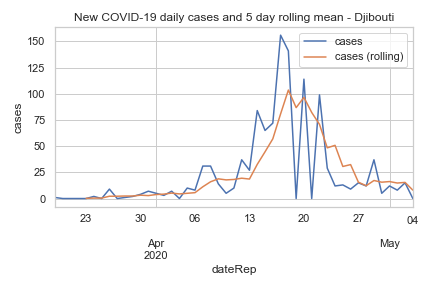 New COVID-19 daily cases and 5 day rolling mean - Djibouti
cases
cases (rolling)
150
125
100
75
50
25
0
cases
23
30
06
13
20
27
04
Apr
2020
May
dateRep